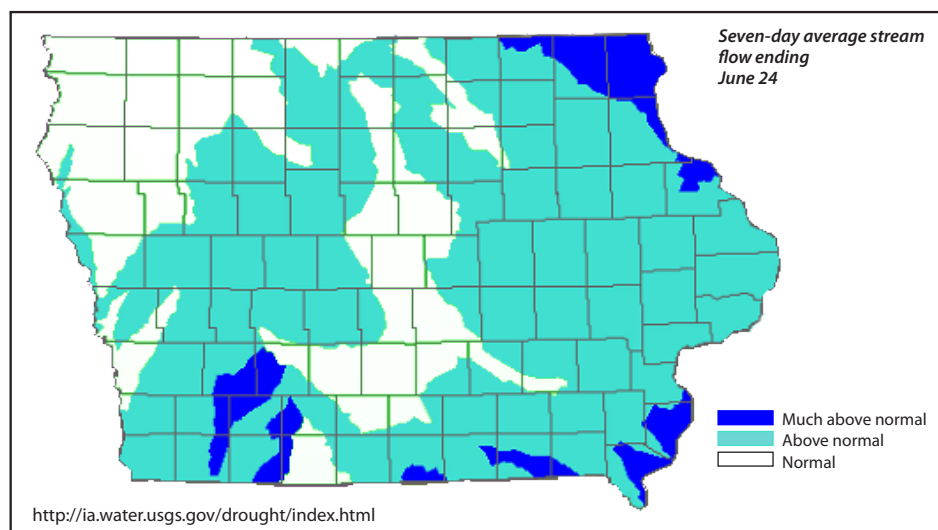 Seven-day average stream
flow ending
June 24
Much above normal
Above normal
Normal
http://ia.water.usgs.gov/drought/index.html